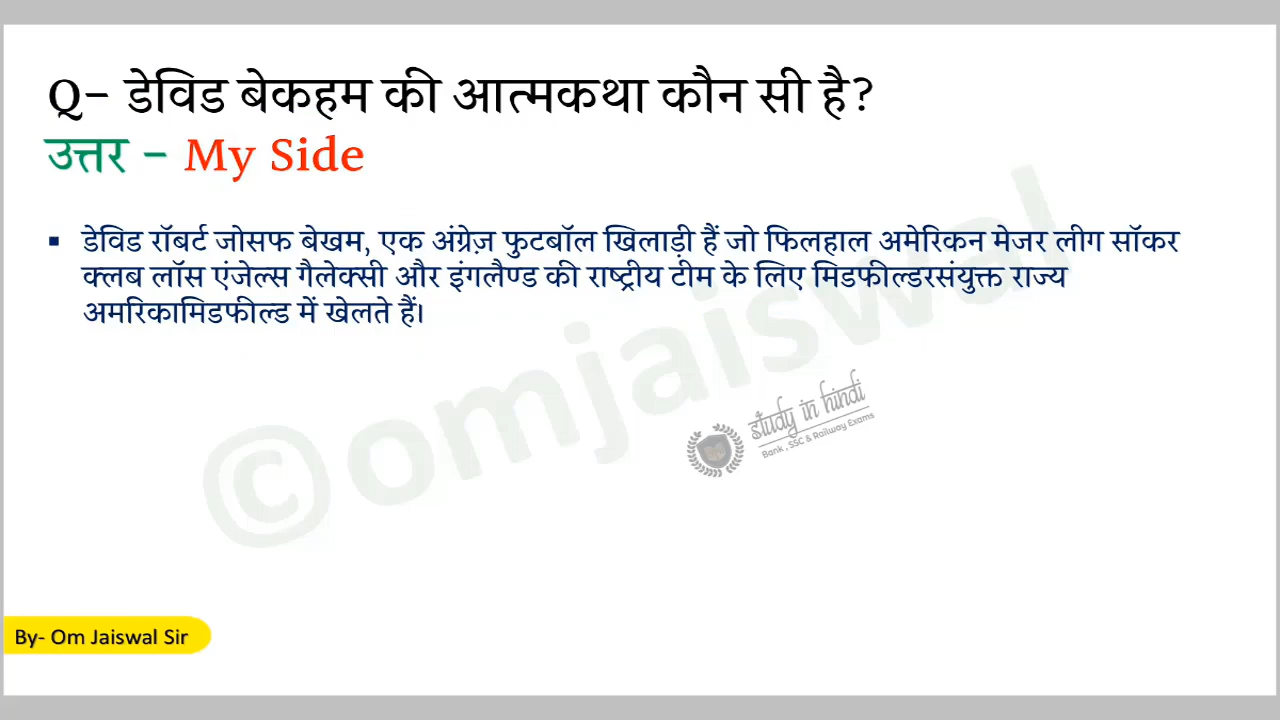 Q– डेविड बेकहम की आत्मकथा कौन सी है?
उत्तर – My Side
▪ डेविड रॉबर्ट जोसफ बेखम, एक अंग्रेज़ फुटबॉल खिलाड़ी हैं जो फिलहाल अमेरिकन मेजर लीग सॉकर
क्लब लॉस एंजेल्स गैलेक्सी और इंगलैण्ड की राष्ट्रीय टीम के लिए मिडफील्डरसंयुक्त राज्य
अमरिकामिडफील्ड में खेलते हैं।
©omjaiswal
study in hindi
Bank, SSC & Railway Exams
By- Om Jaiswal Sir